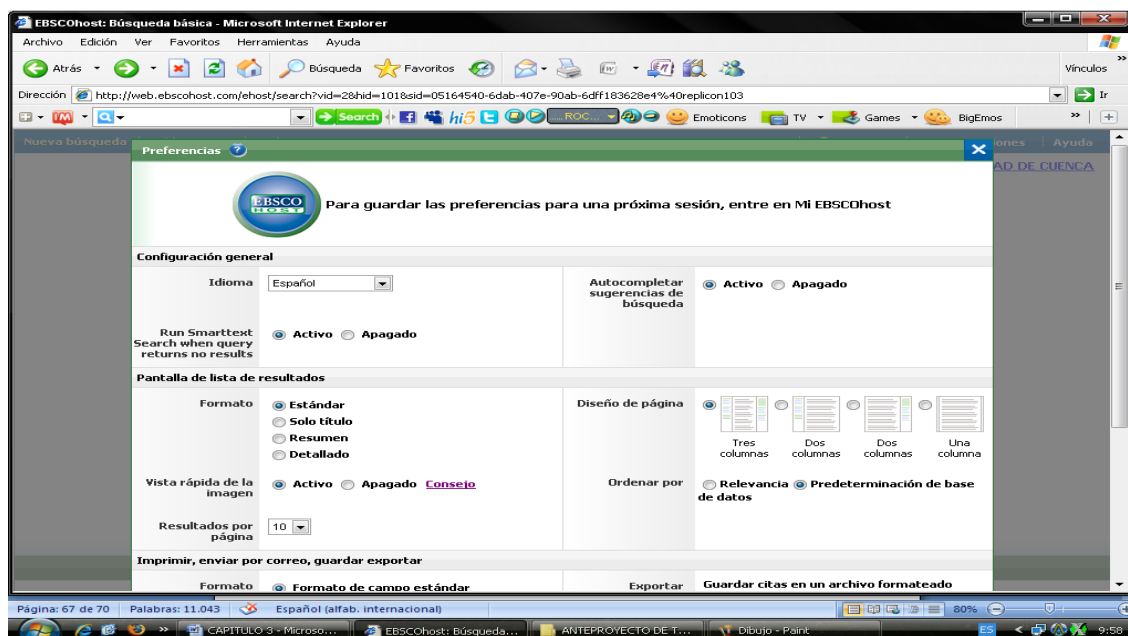 EBSCOhost: Búsqueda básica - Microsoft Internet Explorer
Archivo Edición Ver Favoritos Herramientas Ayuda
Atrás Búsqueda Favoritos Vínculos
Dirección http://web.ebscohost.com/ehost/search?vid=2&hid=101&sid=05164540-6dab-407e-90ab-6dff183628e4%40replicon103 Ir
Search hi5 ROC... Emoticons TV Games BigEmos
Nueva búsqueda iones Ayuda
AD DE CUENCA
Preferencias
EBSCO
HOST
Para guardar las preferencias para una próxima sesión, entre en Mi EBSCOhost
Configuración general
Idioma Español
Autocompletar
sugerencias de
búsqueda
Activo Apagado
Run Smarttext
Search when query
returns no results
Activo Apagado
Pantalla de lista de resultados
Formato
Estándar
Solo título
Resumen
Detallado
Diseño de página
Tres
columnas
Dos
columnas
Dos
columnas
Una
columna
Vista rápida de la
imagen
Activo Apagado Consejo
Ordenar por
Relevancia Predeterminación de base
de datos
Resultados por
página
10
Imprimir, enviar por correo, guardar exportar
Formato Formato de campo estándar
Exportar Guardar citas en un archivo formateado
Página: 67 de 70 Palabras: 11.043 Español (alfab. internacional) 80%
CAPITULO 3 - Microso... EBSCOhost: Búsqueda... ANTEPROYECTO DE T... Dibujo - Paint ES 9:58